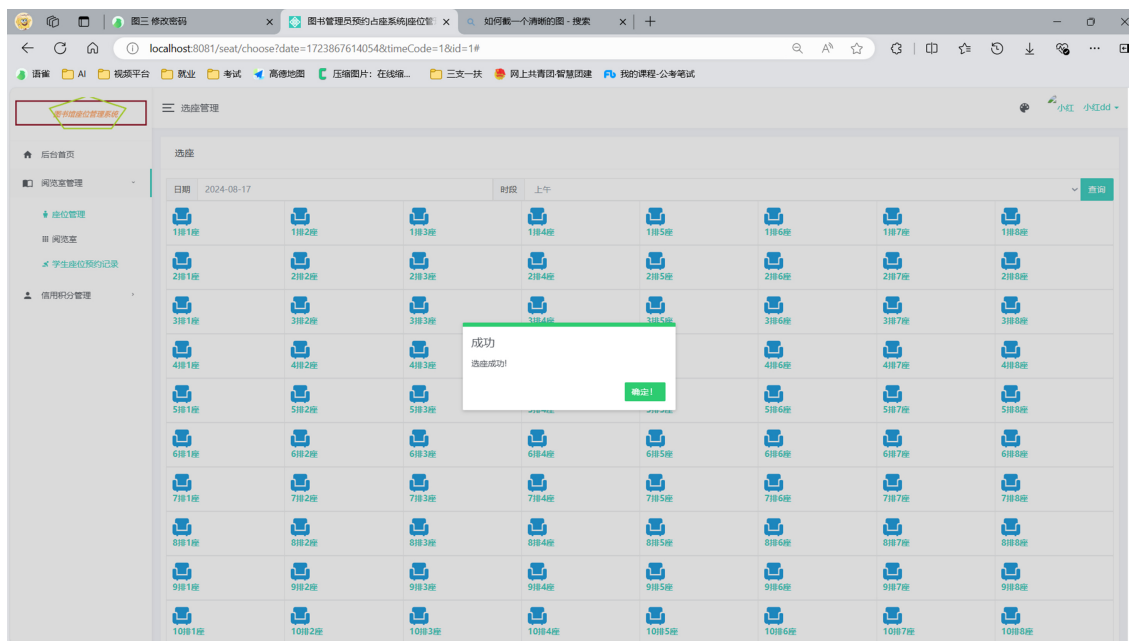 图三 修改密码
图书管理员预约占座系统|座位管
如何截一个清晰的图 - 搜索
localhost:8081/seat/choose?date=1723867614054&timeCode=1&id=1#
语雀 AI 视频平台 就业 考试 高德地图 压缩图片：在线缩... 三支一扶 网上共青团·智慧团建 我的课程-公考考试
图书馆座位管理系统
选座管理
小红 小红dd
后台首页
阅览室管理
座位管理
阅览室
学生座位预约记录
信用积分管理
选座
日期 2024-08-17 时段 上午 查询
1排1座 1排2座 1排3座 1排4座 1排5座 1排6座 1排7座 1排8座
2排1座 2排2座 2排3座 2排4座 2排5座 2排6座 2排7座 2排8座
3排1座 3排2座 3排3座 3排4座 3排5座 3排6座 3排7座 3排8座
4排1座 4排2座 4排3座 4排6座 4排7座 4排8座
5排1座 5排2座 5排3座 5排6座 5排7座 5排8座
6排1座 6排2座 6排3座 6排4座 6排5座 6排6座 6排7座 6排8座
7排1座 7排2座 7排3座 7排4座 7排5座 7排6座 7排7座 7排8座
8排1座 8排2座 8排3座 8排4座 8排5座 8排6座 8排7座 8排8座
9排1座 9排2座 9排3座 9排4座 9排5座 9排6座 9排7座 9排8座
10排1座 10排2座 10排3座 10排4座 10排5座 10排6座 10排7座 10排8座
成功
选座成功!
确定！